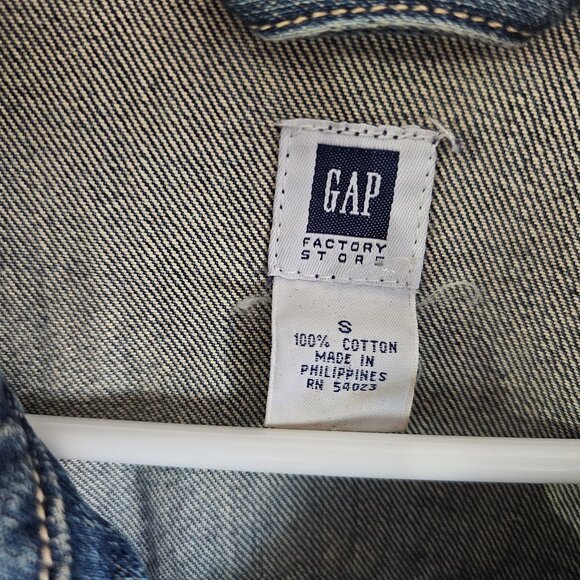 GAP
FACTORY
STORE
S
100% COTTON
MADE IN
PHILIPPINES
RN 54023